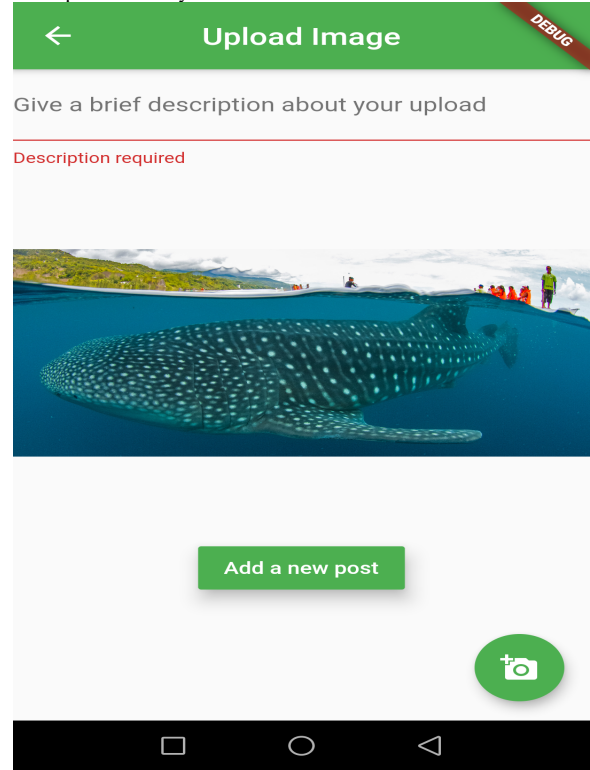 Upload Image
DEBUG
Give a brief description about your upload
Description required
Add a new post